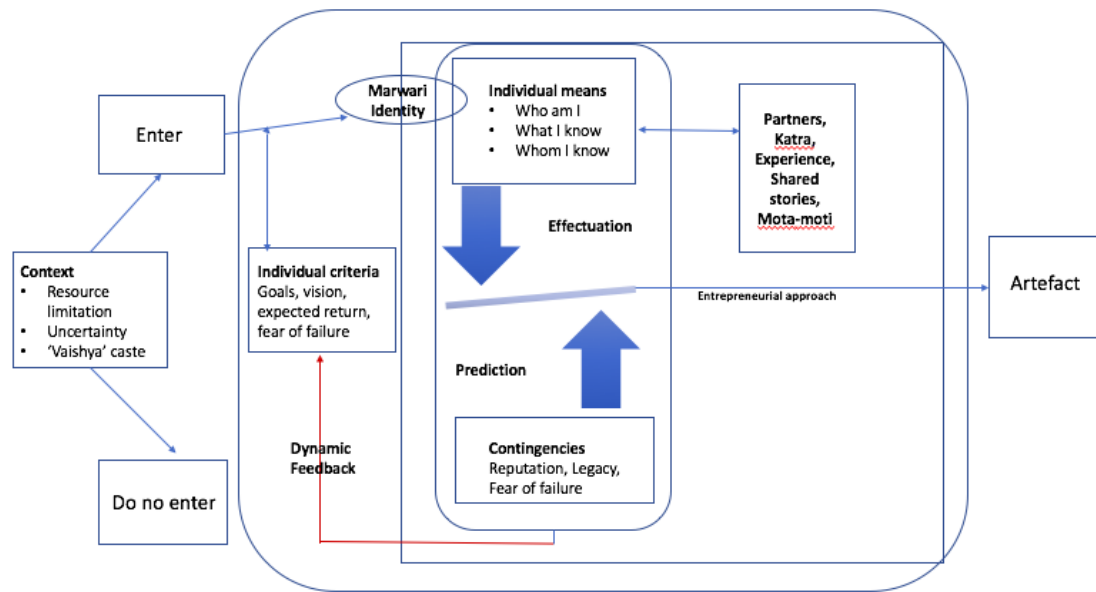 Enter
Context
• Resource
limitation
• Uncertainty
• ‘Vaishya’ caste
Do no enter
Marwari
Identity
Individual criteria
Goals, vision,
expected return,
fear of failure
Dynamic
Feedback
Individual means
• Who am I
• What I know
• Whom I know
Effectuation
Prediction
Contingencies
Reputation, Legacy,
Fear of failure
Partners,
Katra,
Experience,
Shared
stories,
Mota-moti
Entrepreneurial approach
Artefact